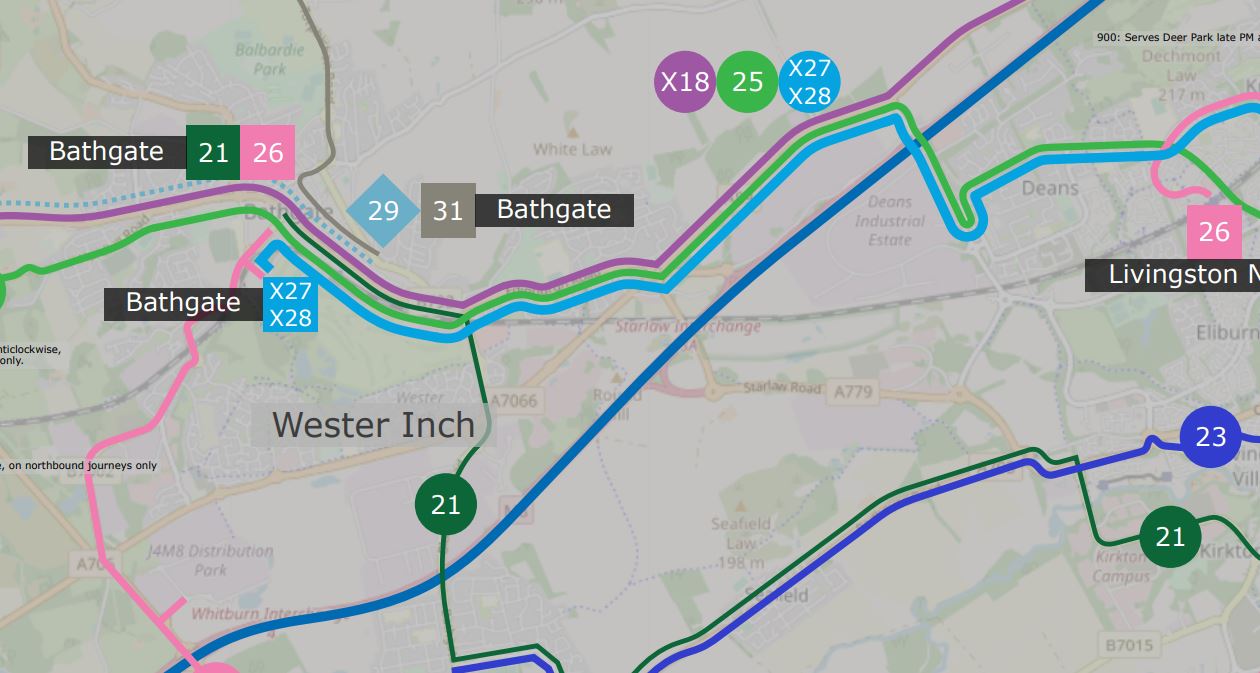 900: Serves Deer Park late PM a
Balbardie
Park
Dechmont
Law
217 m
X18
25
X27
X28
White Law
Bathgate
21
26
29
31
Bathgate
Bathgate
Deans
Deans
Industrial
Estate
26
Livingston N
Bathgate
X27
X28
Starlaw Interchange
nticlockwise,
only.
Eliburn
Starlaw Road
A779
Wester
A7066
Wester Inch
23
e, on northbound journeys only
21
21
Seafield
Law
198 m
J4M8 Distribution
Park
Kirkton
Campus
Whitburn Interchange
Seafield
B7015